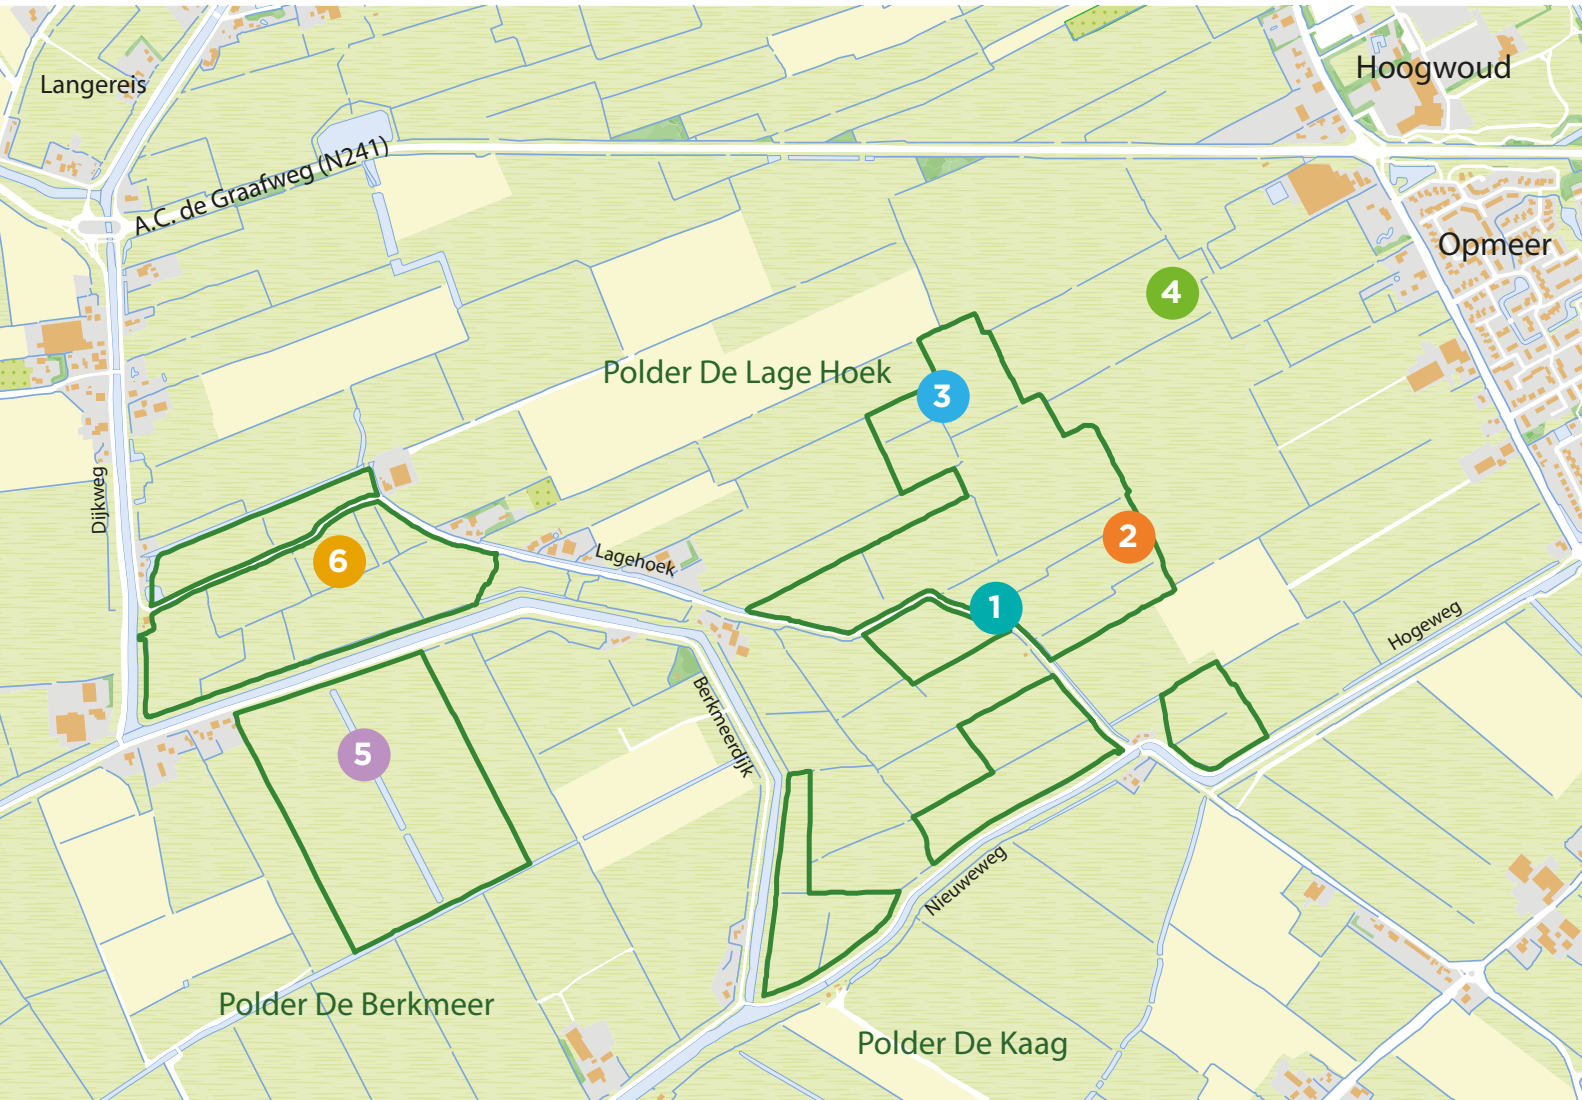 Hoogwoud
Langereis
A.C. de Graafweg (N241)
Opmeer
4
Polder De Lage Hoek
3
Dijkweg
2
6
Lagehoek
1
Hogeweg
Berkmeerdijk
5
Nieuweweg
Polder De Berkmeer
Polder De Kaag